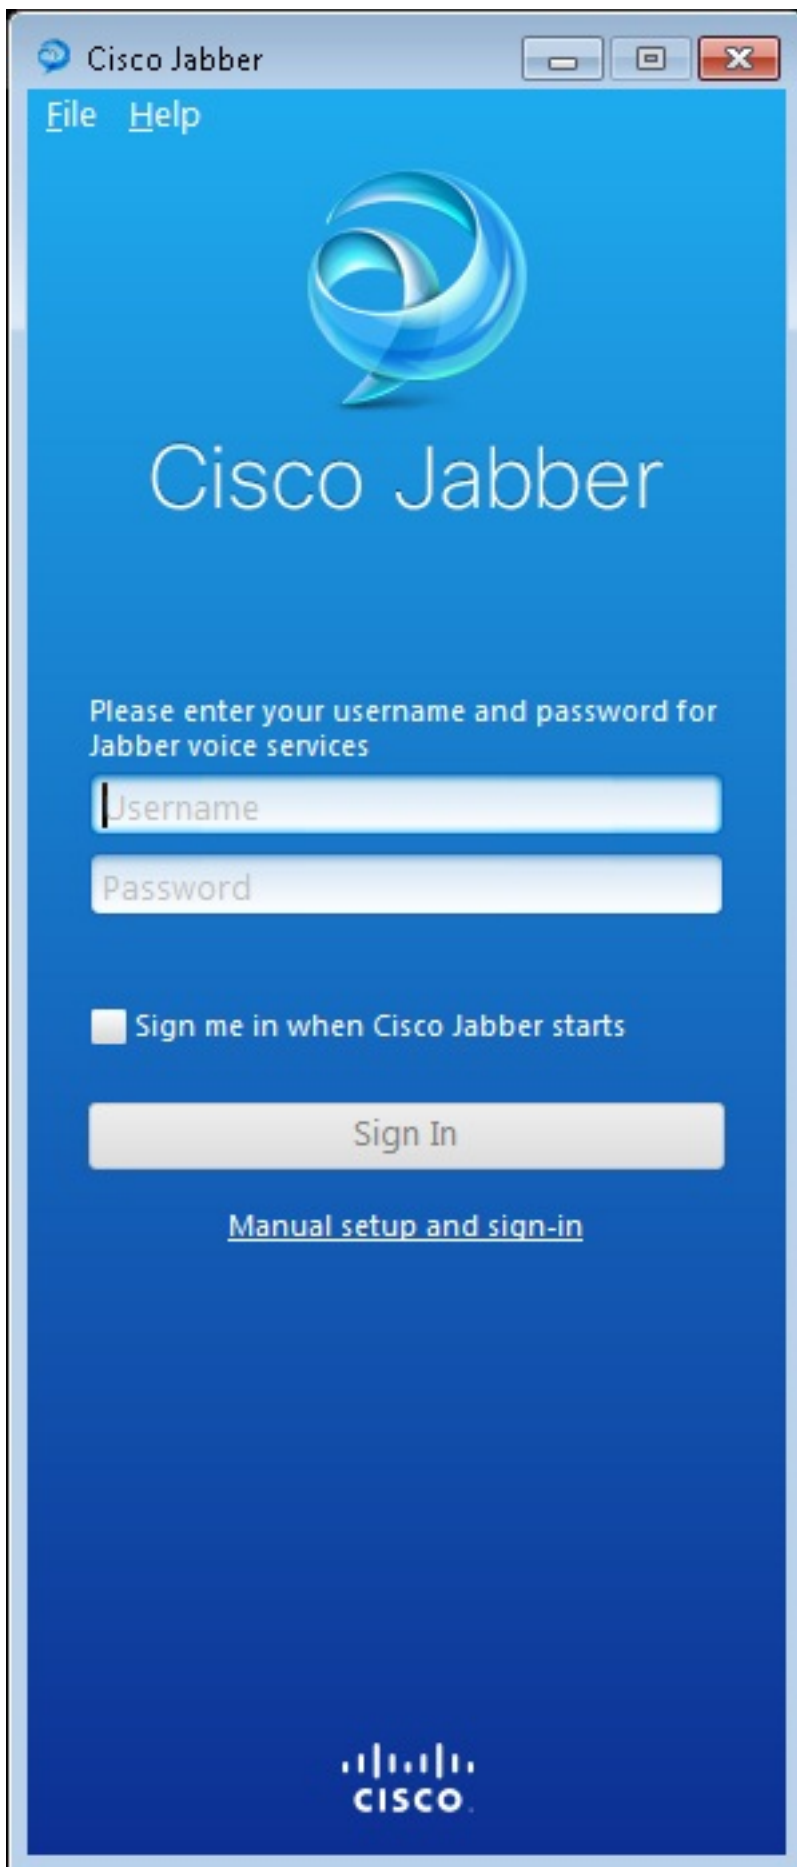 Cisco Jabber
File Help
Cisco Jabber
Please enter your username and password for
Jabber voice services
Username
Password
Sign me in when Cisco Jabber starts
Sign In
Manual setup and sign-in
CISCO